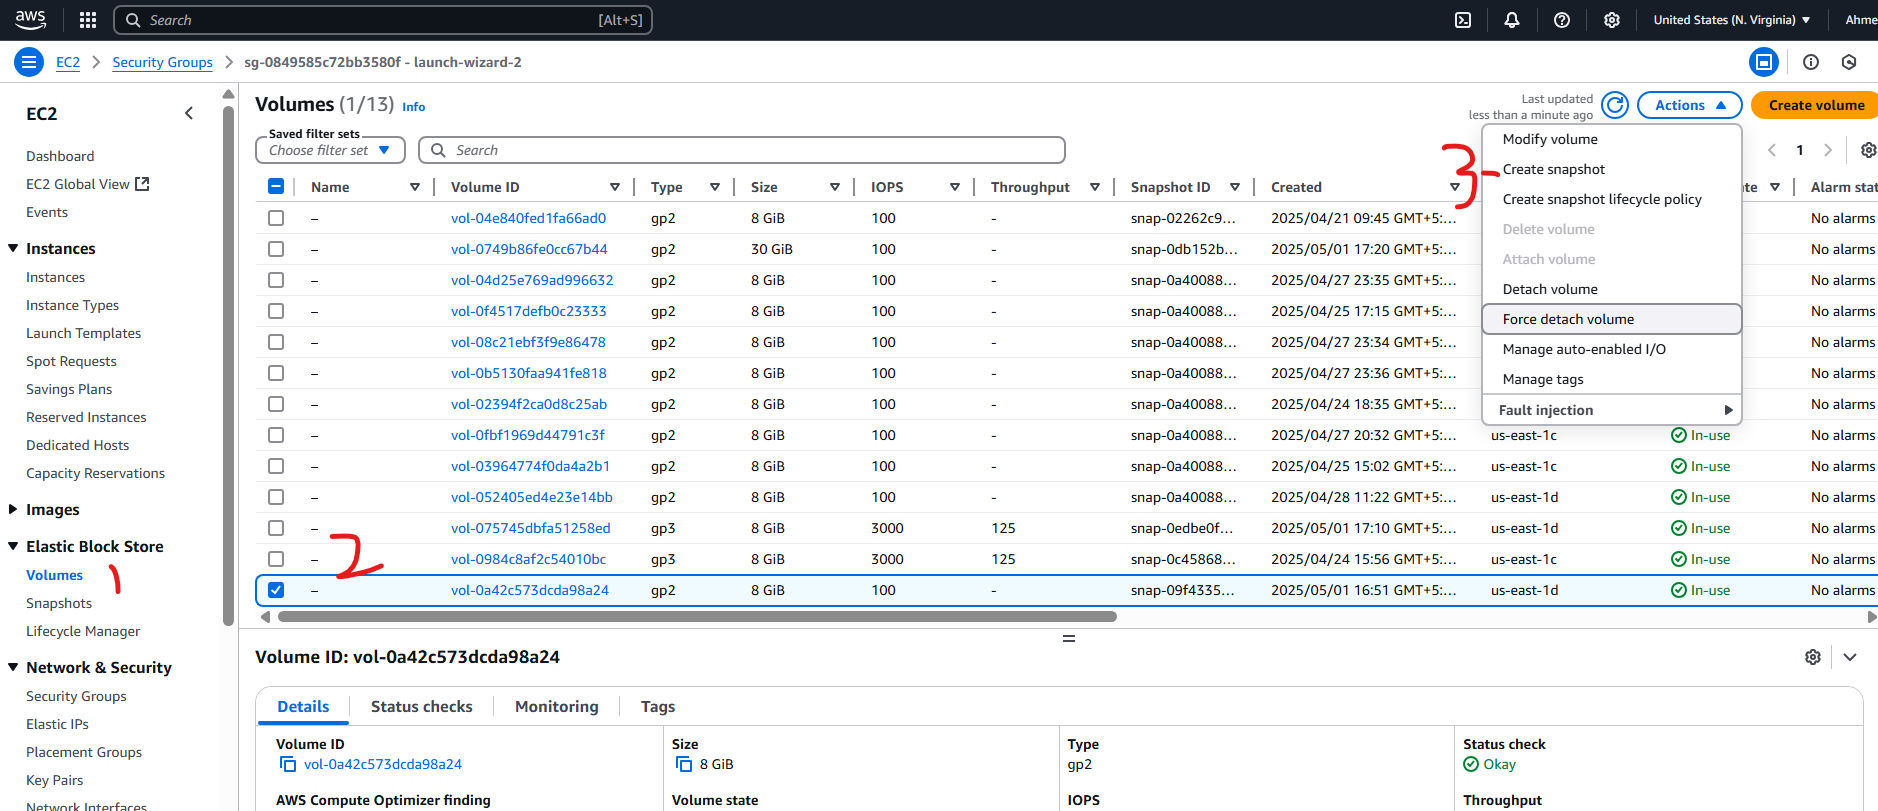 aws
Search [Alt+S]
United States (N. Virginia) Ahme
EC2 > Security Groups > sg-0849585c72bb3580f - launch-wizard-2
EC2
Dashboard
EC2 Global View
Events
Instances
Instances
Instance Types
Launch Templates
Spot Requests
Savings Plans
Reserved Instances
Dedicated Hosts
Capacity Reservations
Images
Elastic Block Store
Volumes 1
Snapshots
Lifecycle Manager
Network & Security
Security Groups
Elastic IPs
Placement Groups
Key Pairs
Network Interfaces
Volumes (1/13) Info
Last updated
less than a minute ago
Actions
Create volume
Saved filter sets
Choose filter set
Search
1
3-
Modify volume
Create snapshot
Create snapshot lifecycle policy
Delete volume
Attach volume
Detach volume
Force detach volume
Manage auto-enabled I/O
Manage tags
Fault injection
Name Volume ID Type Size IOPS Throughput Snapshot ID Created te Alarm stat
– vol-04e840fed1fa66ad0 gp2 8 GiB 100 - snap-02262c9... 2025/04/21 09:45 GMT+5:... No alarms
– vol-0749b86fe0cc67b44 gp2 30 GiB 100 - snap-0db152b... 2025/05/01 17:20 GMT+5:... No alarms
– vol-04d25e769ad996632 gp2 8 GiB 100 - snap-0a40088... 2025/04/27 23:35 GMT+5:... No alarms
– vol-0f4517defb0c23333 gp2 8 GiB 100 - snap-0a40088... 2025/04/25 17:15 GMT+5:... No alarms
– vol-08c21ebf3f9e86478 gp2 8 GiB 100 - snap-0a40088... 2025/04/27 23:34 GMT+5:... No alarms
– vol-0b5130faa941fe818 gp2 8 GiB 100 - snap-0a40088... 2025/04/27 23:36 GMT+5:... No alarms
– vol-02394f2ca0d8c25ab gp2 8 GiB 100 - snap-0a40088... 2025/04/24 18:35 GMT+5:... No alarms
– vol-0fbf1969d44791c3f gp2 8 GiB 100 - snap-0a40088... 2025/04/27 20:32 GMT+5:... us-east-1c In-use No alarms
– vol-03964774f0da4a2b1 gp2 8 GiB 100 - snap-0a40088... 2025/04/25 15:02 GMT+5:... us-east-1c In-use No alarms
– vol-052405ed4e23e14bb gp2 8 GiB 100 - snap-0a40088... 2025/04/28 11:22 GMT+5:... us-east-1d In-use No alarms
– vol-075745dbfa51258ed gp3 8 GiB 3000 125 snap-0edbe0f... 2025/05/01 17:10 GMT+5:... us-east-1d In-use No alarms
– 2 vol-0984c8af2c54010bc gp3 8 GiB 3000 125 snap-0c45868... 2025/04/24 15:56 GMT+5:... us-east-1c In-use No alarms
– vol-0a42c573dcda98a24 gp2 8 GiB 100 - snap-09f4335... 2025/05/01 16:51 GMT+5:... us-east-1d In-use No alarms
Volume ID: vol-0a42c573dcda98a24
Details Status checks Monitoring Tags
Volume ID Size Type Status check
vol-0a42c573dcda98a24 8 GiB gp2 Okay
AWS Compute Optimizer finding Volume state IOPS Throughput